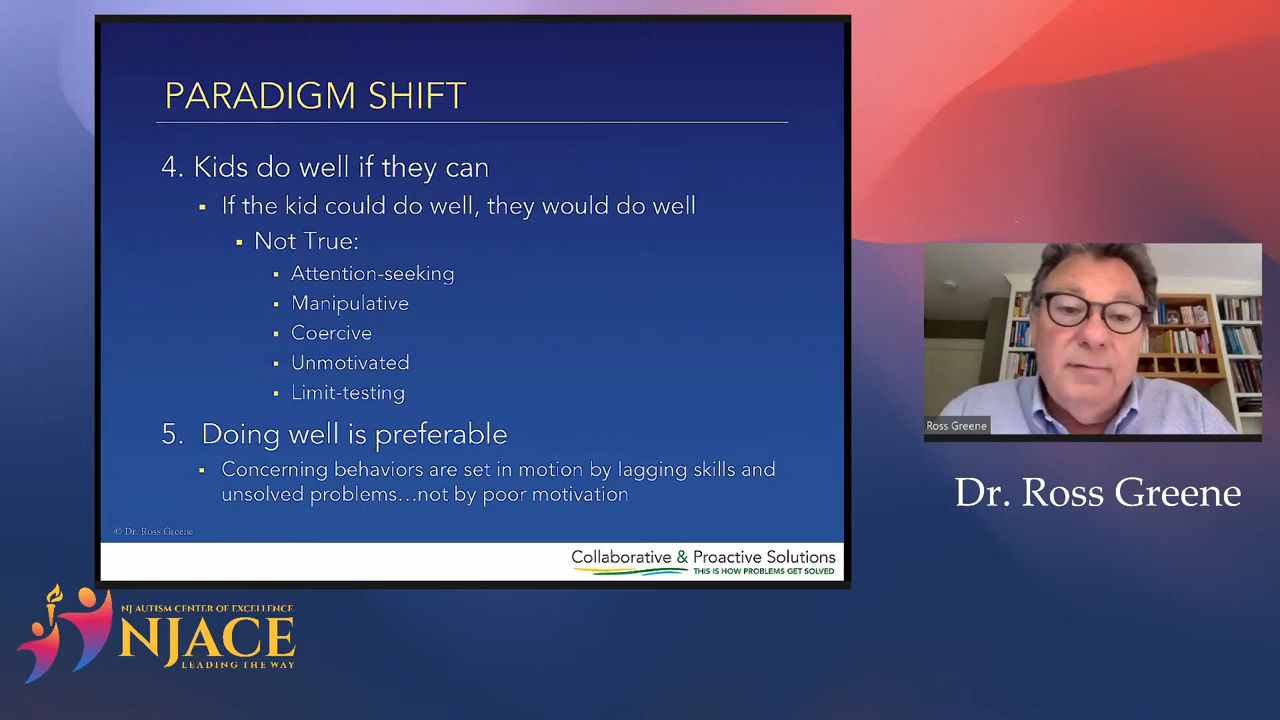 PARADIGM SHIFT
4. Kids do well if they can
▪ If the kid could do well, they would do well
▪ Not True:
▪ Attention-seeking
▪ Manipulative
▪ Coercive
▪ Unmotivated
▪ Limit-testing
5. Doing well is preferable
▪ Concerning behaviors are set in motion by lagging skills and
unsolved problems...not by poor motivation
© Dr. Ross Greene
Collaborative & Proactive Solutions
THIS IS HOW PROBLEMS GET SOLVED
Ross Greene
Dr. Ross Greene
NJ AUTISM CENTER OF EXCELLENCE
NJACE
LEADING THE WAY